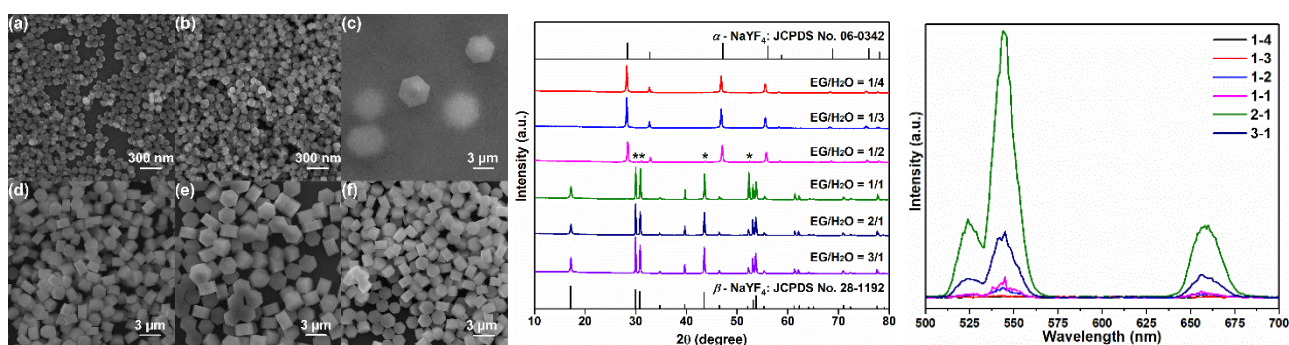 (a)
300 nm
(b)
300 nm
(c)
3 μm
(d)
3 μm
(e)
3 μm
(f)
3 μm
Intensity (a.u.)
α - NaYF₄: JCPDS No. 06-0342
EG/H₂O = 1/4
EG/H₂O = 1/3
EG/H₂O = 1/2
** * *
EG/H₂O = 1/1
EG/H₂O = 2/1
EG/H₂O = 3/1
β - NaYF₄: JCPDS No. 28-1192
10 20 30 40 50 60 70 80
2θ (degree)
Intensity (a.u.)
1-4
1-3
1-2
1-1
2-1
3-1
500 525 550 575 600 625 650 675 700
Wavelength (nm)